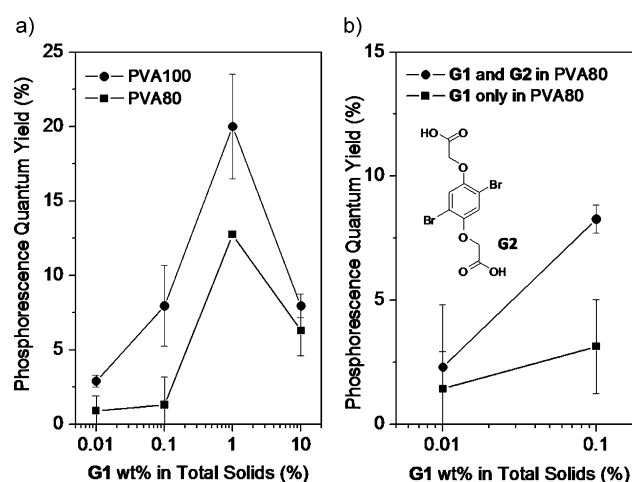 a)
PVA100
PVA80
Phosphorescence Quantum Yield (%)
25
20
15
10
5
0
0.01 0.1 1 10
G1 wt% in Total Solids (%)
b)
G1 and G2 in PVA80
G1 only in PVA80
Phosphorescence Quantum Yield (%)
15
10
5
0
HO O
O
Br
Br
O
G2
O OH
0.01 0.1
G1 wt% in Total Solids (%)